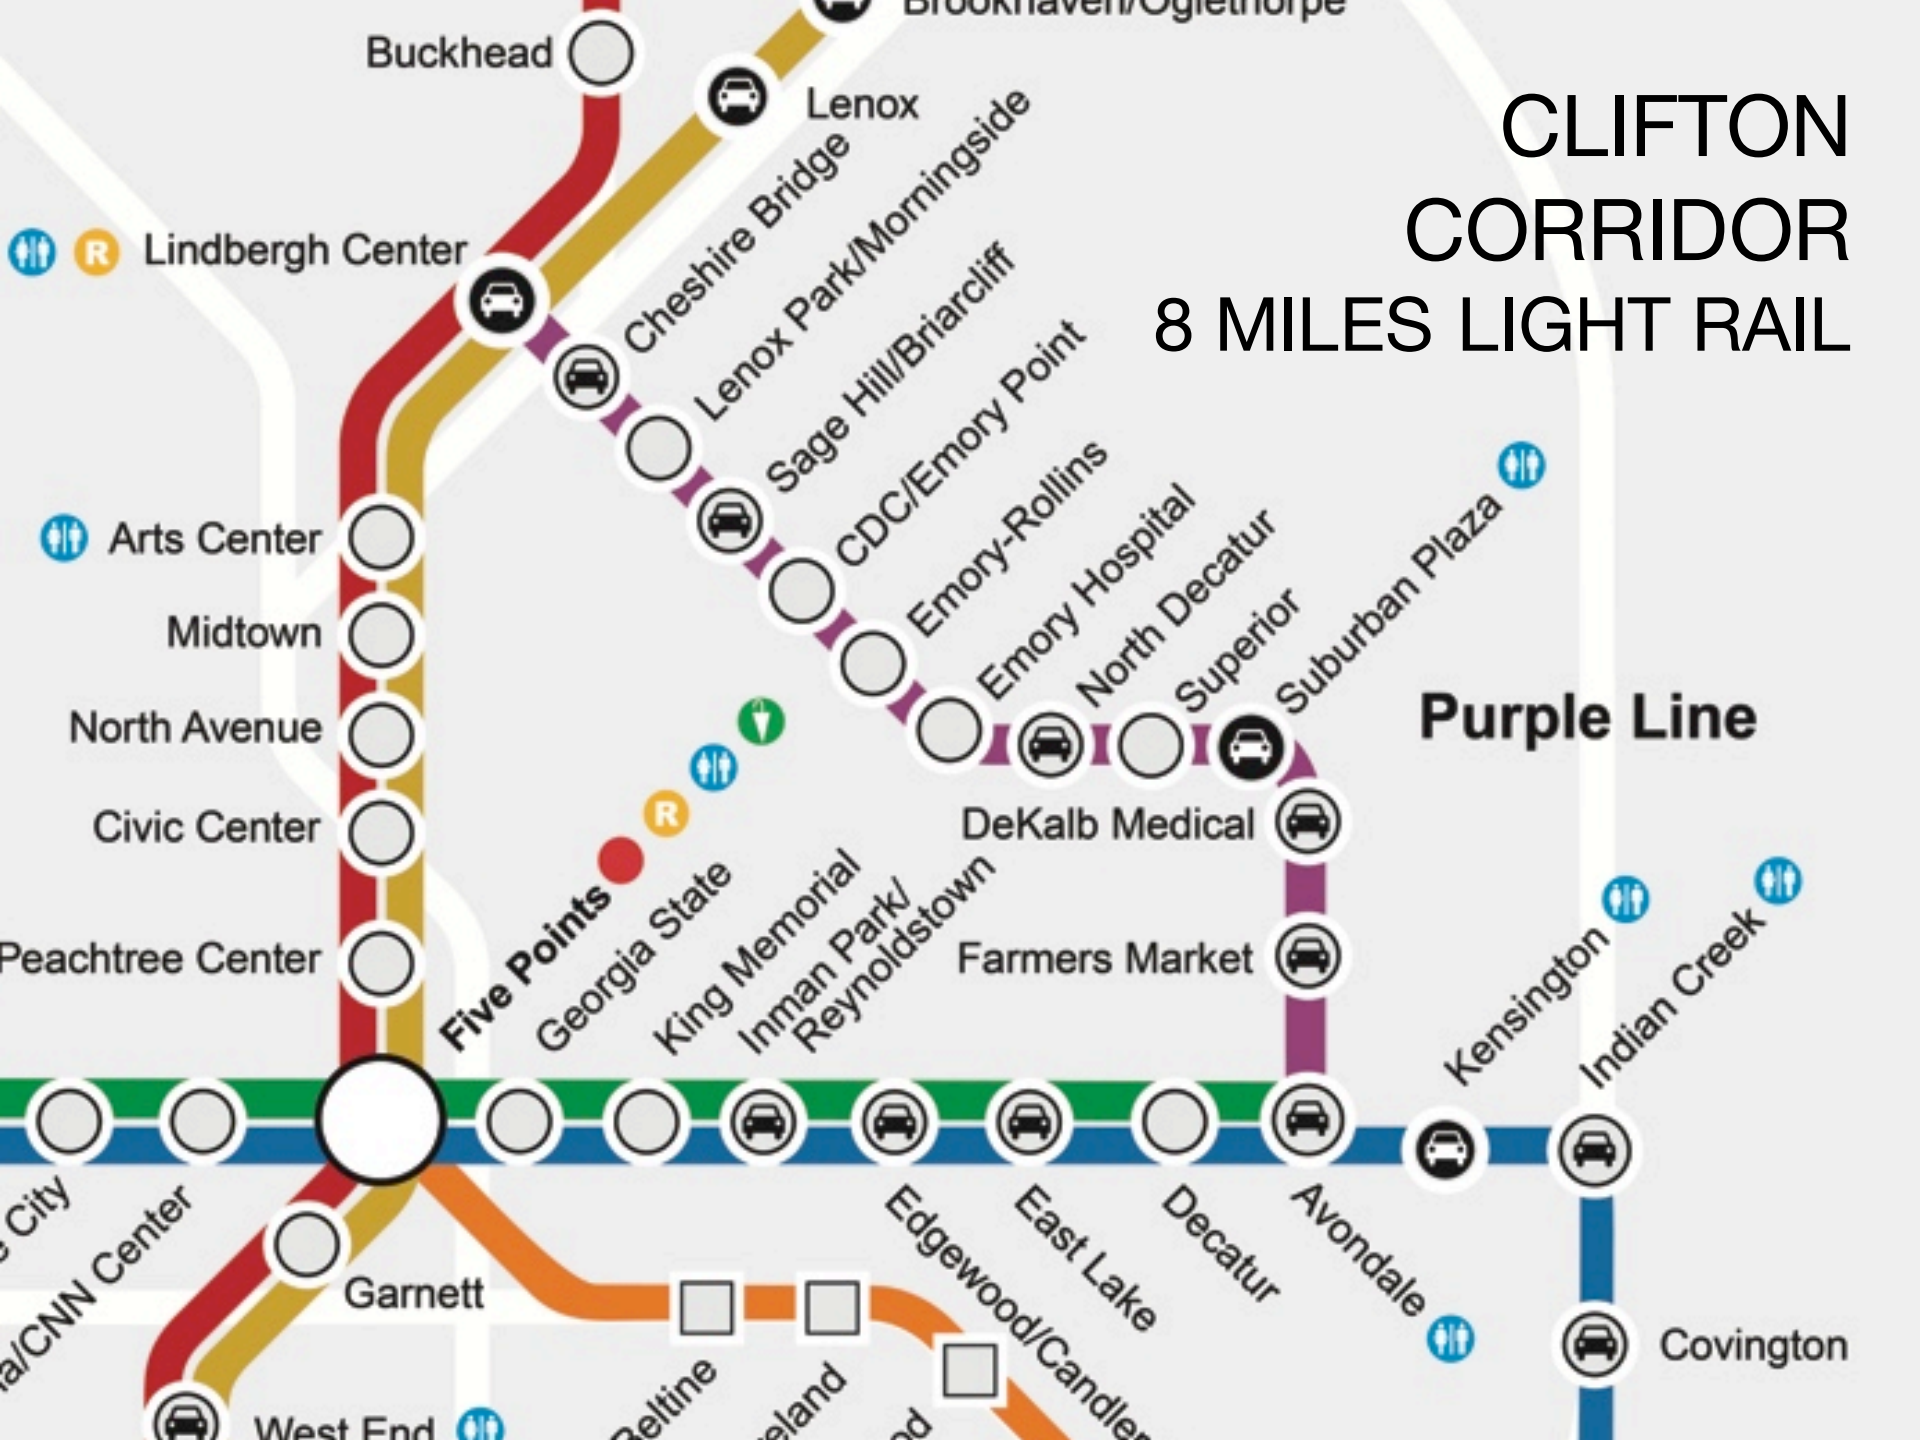 Brookhaven/Oglethorpe
Buckhead
Lenox
CLIFTON
CORRIDOR
8 MILES LIGHT RAIL
R
Lindbergh Center
Cheshire Bridge
Lenox Park/Morningside
Sage Hill/Briarcliff
CDC/Emory Point
Emory-Rollins
Emory Hospital
North Decatur
Superior
Suburban Plaza
Arts Center
Midtown
North Avenue
Civic Center
Peachtree Center
Purple Line
DeKalb Medical
Farmers Market
R
Five Points
Georgia State
King Memorial
Inman Park/
Reynoldstown
Kensington
Indian Creek
City
CNN Center
Garnett
West End
Edgewood/Candler
East Lake
Decatur
Avondale
Covington
Beltine